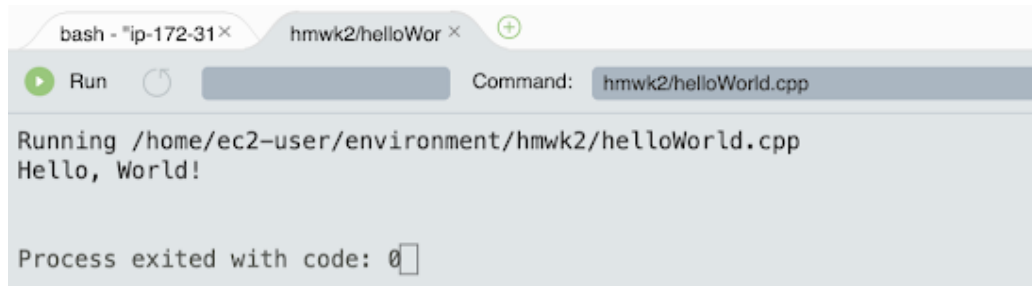 bash - "ip-172-31× hmwk2/helloWor ×
Run Command: hmwk2/helloWorld.cpp
Running /home/ec2-user/environment/hmwk2/helloWorld.cpp
Hello, World!
Process exited with code: 0